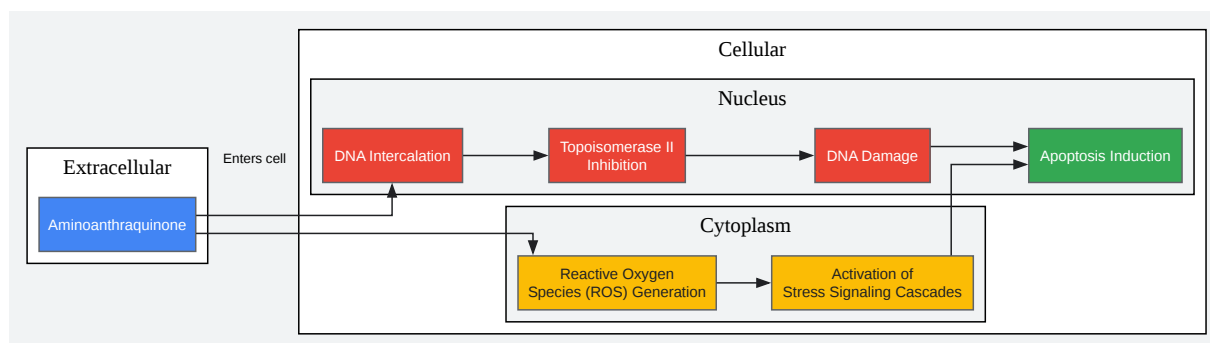 Cellular
Nucleus
DNA Intercalation
Topoisomerase II
Inhibition
DNA Damage
Apoptosis Induction
Enters cell
Extracellular
Aminoanthraquinone
Cytoplasm
Reactive Oxygen
Species (ROS) Generation
Activation of
Stress Signaling Cascades